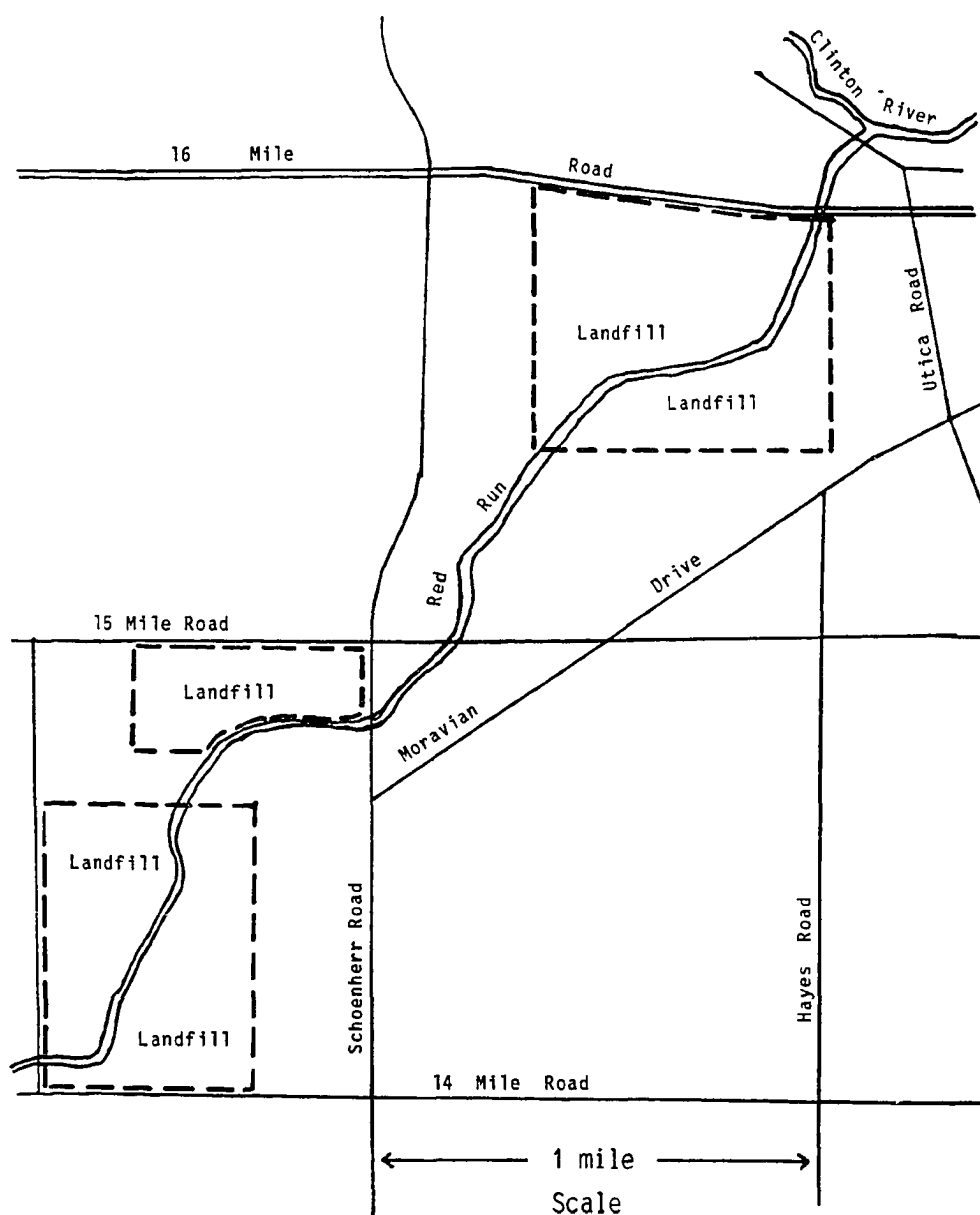 Clinton River
16 Mile Road
Utica Road
Landfill
Landfill
Run
Red
Drive
Moravian
15 Mile Road
Landfill
Landfill
Landfill
Schoenherr Road
Hayes Road
14 Mile Road
1 mile
Scale